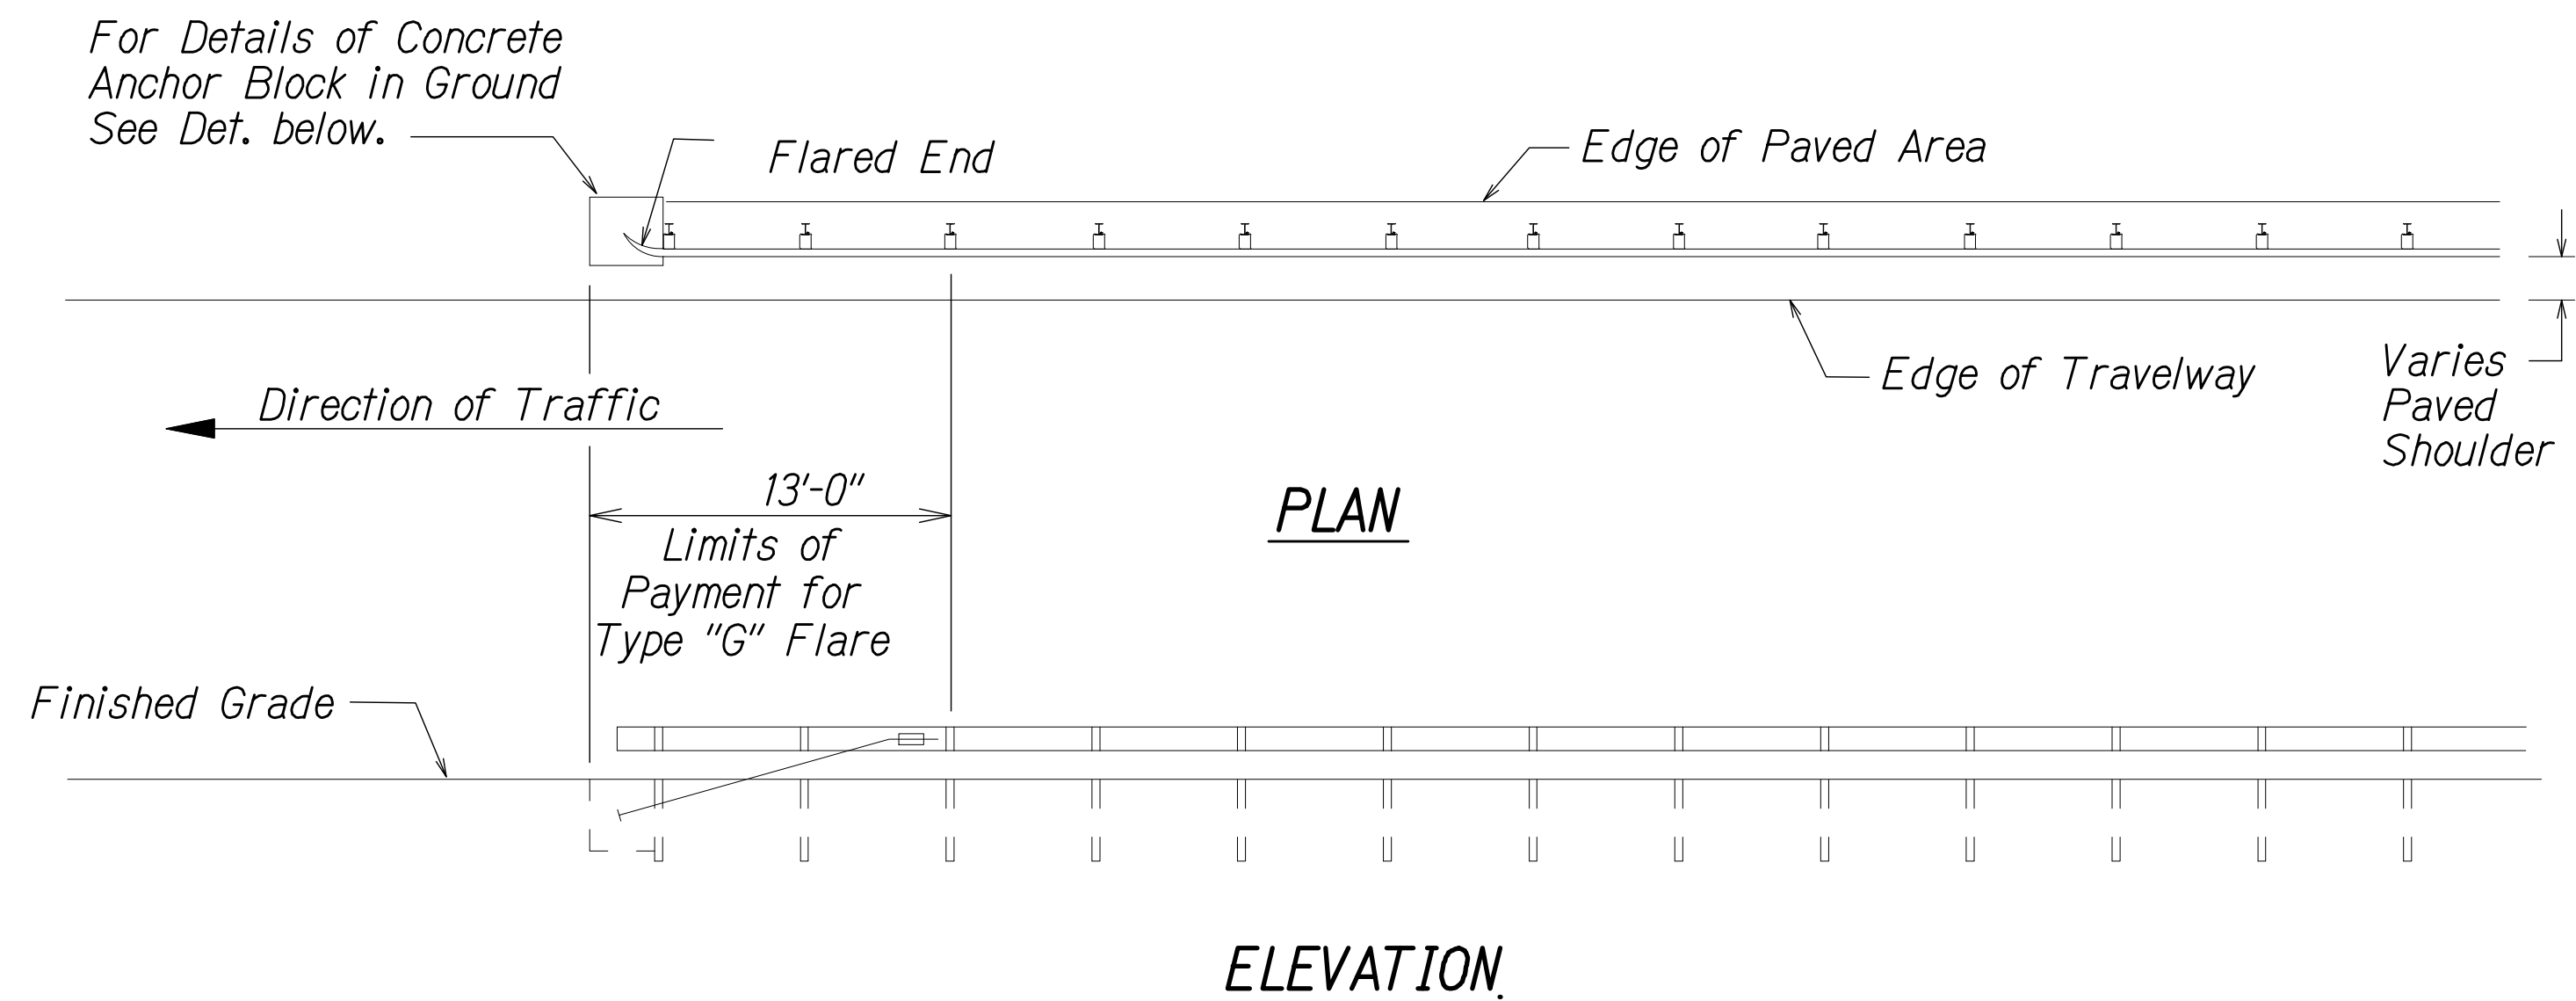 For Details of Concrete
Anchor Block in Ground
See Det. below.
Flared End
Edge of Paved Area
Edge of Travelway
Varies
Paved
Shoulder
Direction of Traffic
13'-0"
Limits of
Payment for
Type "G" Flare
PLAN
Finished Grade
ELEVATION